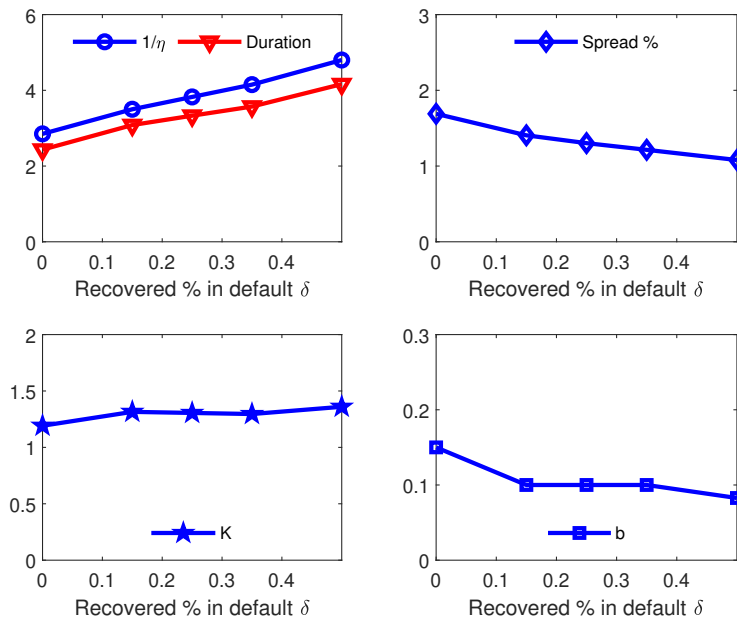 6
4
2
0
1/η
Duration
0 0.1 0.2 0.3 0.4
Recovered % in default δ
3
2
1
0
Spread %
0 0.1 0.2 0.3 0.4
Recovered % in default δ
2
1.5
1
0.5
0
K
0 0.1 0.2 0.3 0.4
Recovered % in default δ
0.3
0.2
0.1
0
b
0 0.1 0.2 0.3 0.4
Recovered % in default δ